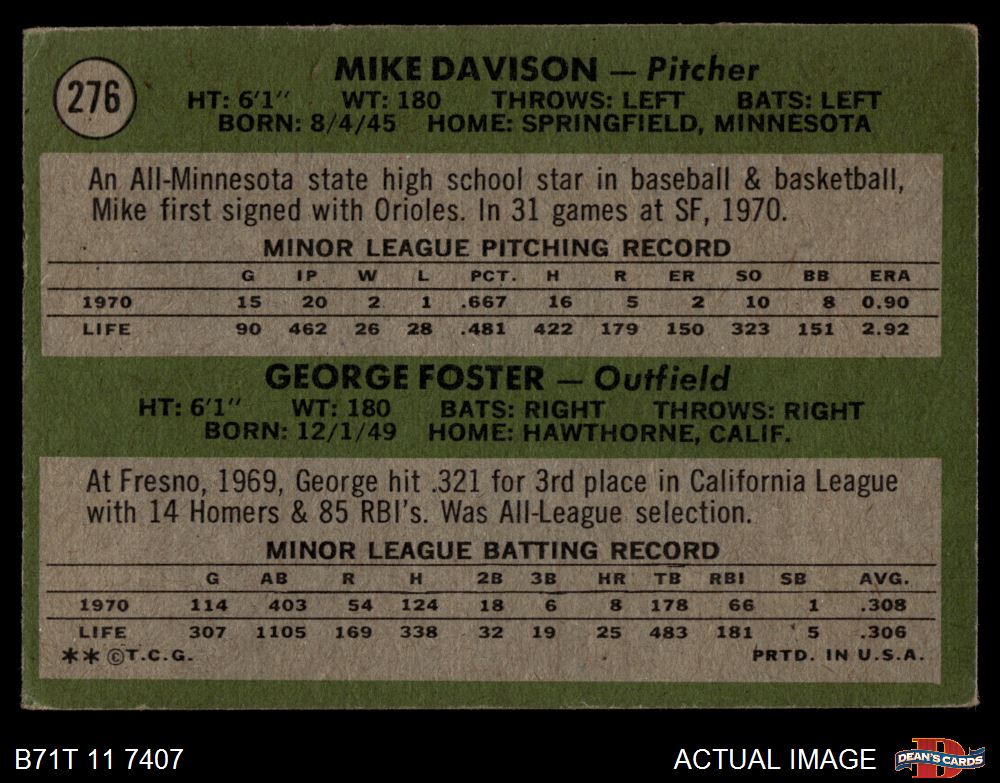 276
MIKE DAVISON — Pitcher
HT: 6'1" WT: 180 THROWS: LEFT BATS: LEFT
BORN: 8/4/45 HOME: SPRINGFIELD, MINNESOTA
An All-Minnesota state high school star in baseball & basketball,
Mike first signed with Orioles. In 31 games at SF, 1970.
MINOR LEAGUE PITCHING RECORD
G IP W L PCT. H R ER SO BB ERA
1970 15 20 2 1 .667 16 5 2 10 8 0.90
LIFE 90 462 26 28 .481 422 179 150 323 151 2.92
GEORGE FOSTER — Outfield
HT: 6'1" WT: 180 BATS: RIGHT THROWS: RIGHT
BORN: 12/1/49 HOME: HAWTHORNE, CALIF.
At Fresno, 1969, George hit .321 for 3rd place in California League
with 14 Homers & 85 RBI's. Was All-League selection.
MINOR LEAGUE BATTING RECORD
G AB R H 2B 3B HR TB RBI SB AVG.
1970 114 403 54 124 18 6 8 178 66 1 .308
LIFE 307 1105 169 338 32 19 25 483 181 5 .306
** ©T.C.G. PRTD. IN U.S.A.
B71T 11 7407 ACTUAL IMAGE D DEAN'S CARDS